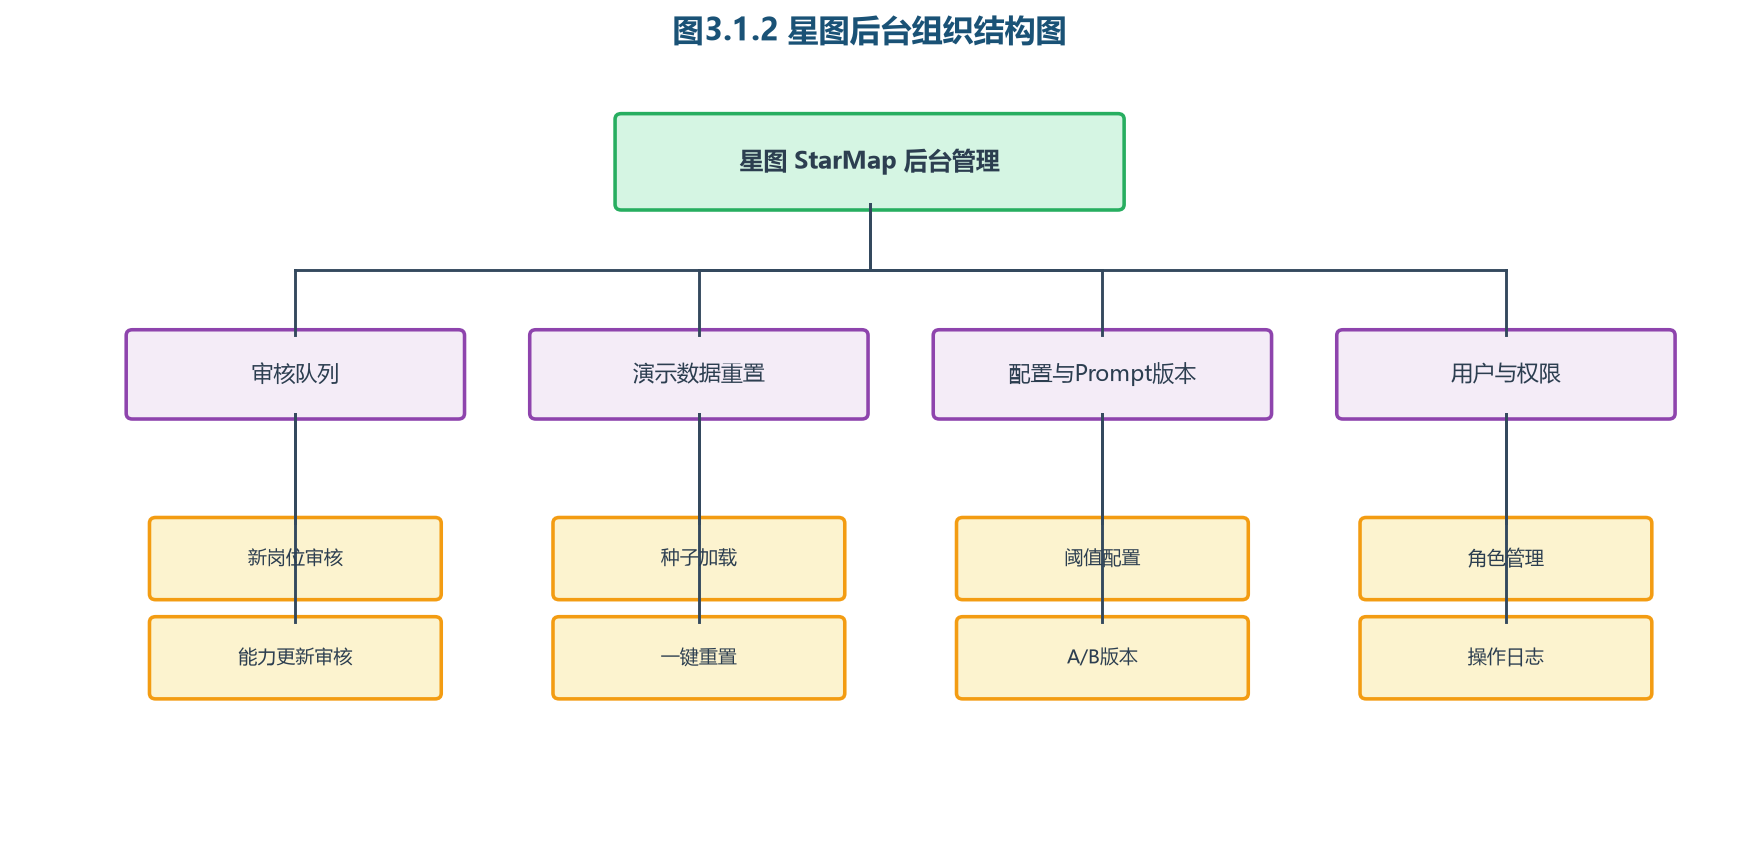 图3.1.2 星图后台组织结构图
星图 StarMap 后台管理
审核队列
演示数据重置
配置与Prompt版本
用户与权限
新岗位审核
种子加载
阈值配置
角色管理
能力更新审核
一键重置
A/B版本
操作日志